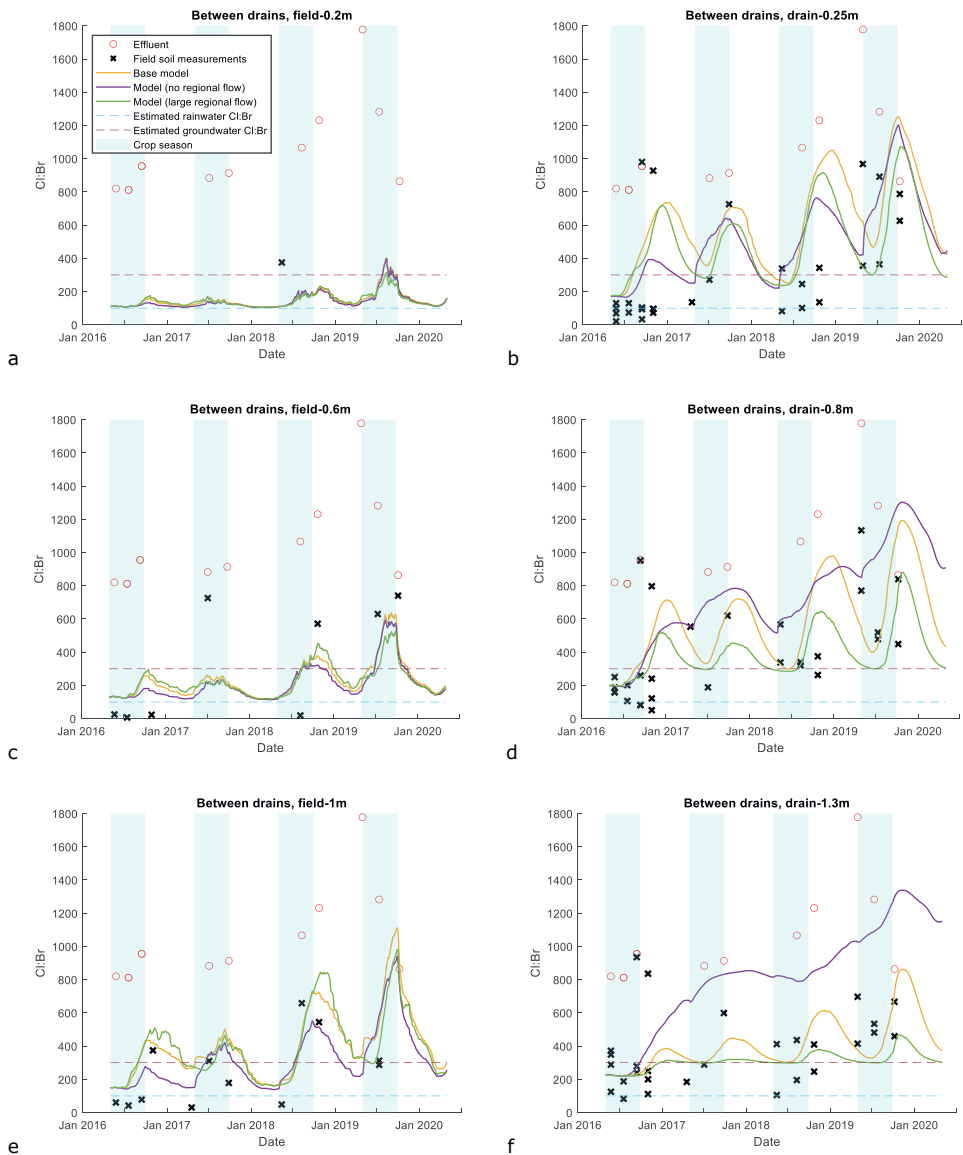 Between drains, field-0.2m
1800
1600
1400
1200
1000
800
600
400
200
0
Cl:Br
Effluent
Field soil measurements
Base model
Model (no regional flow)
Model (large regional flow)
Estimated rainwater Cl:Br
Estimated groundwater Cl:Br
Crop season
Jan 2016 Jan 2017 Jan 2018 Jan 2019 Jan 2020
Date
a
Between drains, drain-0.25m
1800
1600
1400
1200
1000
800
600
400
200
0
Cl:Br
Jan 2016 Jan 2017 Jan 2018 Jan 2019 Jan 2020
Date
b
Between drains, field-0.6m
1800
1600
1400
1200
1000
800
600
400
200
0
Cl:Br
Jan 2016 Jan 2017 Jan 2018 Jan 2019 Jan 2020
Date
c
Between drains, drain-0.8m
1800
1600
1400
1200
1000
800
600
400
200
0
Cl:Br
Jan 2016 Jan 2017 Jan 2018 Jan 2019 Jan 2020
Date
d
Between drains, field-1m
1800
1600
1400
1200
1000
800
600
400
200
0
Cl:Br
Jan 2016 Jan 2017 Jan 2018 Jan 2019 Jan 2020
Date
e
Between drains, drain-1.3m
1800
1600
1400
1200
1000
800
600
400
200
0
Cl:Br
Jan 2016 Jan 2017 Jan 2018 Jan 2019 Jan 2020
Date
f